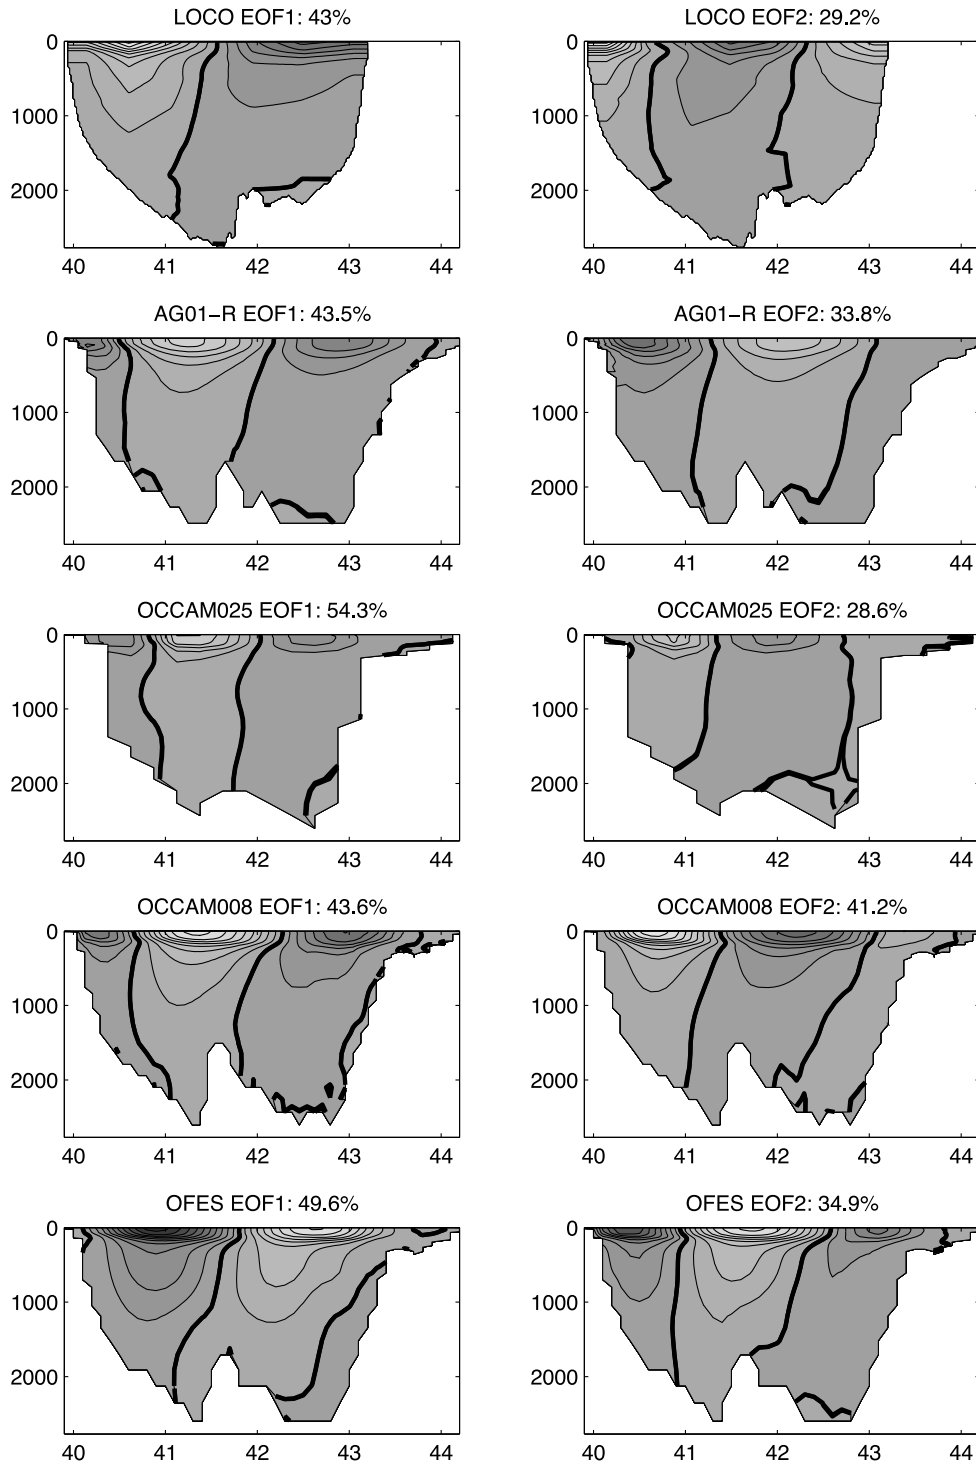 LOCO EOF1: 43%
0
1000
2000
40 41 42 43 44
LOCO EOF2: 29.2%
0
1000
2000
40 41 42 43 44
AG01−R EOF1: 43.5%
0
1000
2000
40 41 42 43 44
AG01−R EOF2: 33.8%
0
1000
2000
40 41 42 43 44
OCCAM025 EOF1: 54.3%
0
1000
2000
40 41 42 43 44
OCCAM025 EOF2: 28.6%
0
1000
2000
40 41 42 43 44
OCCAM008 EOF1: 43.6%
0
1000
2000
40 41 42 43 44
OCCAM008 EOF2: 41.2%
0
1000
2000
40 41 42 43 44
OFES EOF1: 49.6%
0
1000
2000
40 41 42 43 44
OFES EOF2: 34.9%
0
1000
2000
40 41 42 43 44